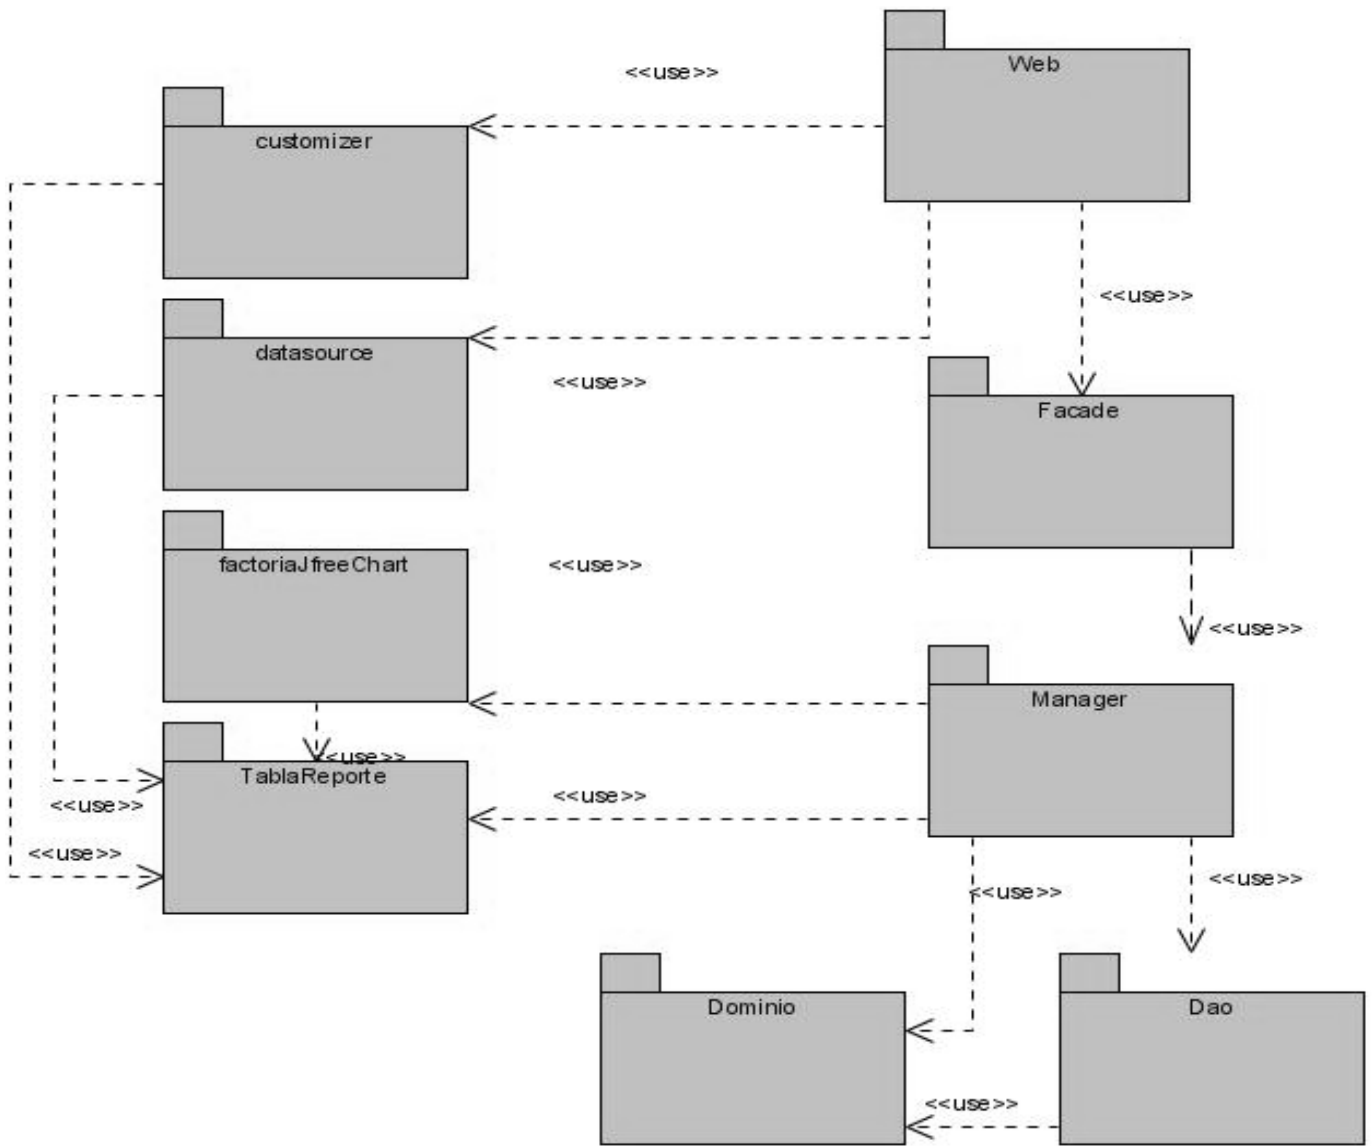 Web
<<use>>
customizer
<<use>>
datasource
<<use>>
Facade
factoriaJfreeChart
<<use>>
<<use>>
Manager
<<use>>
TablaReporte
<<use>>
<<use>>
<<use>>
<<use>>
<<use>>
Dominio
Dao
<<use>>